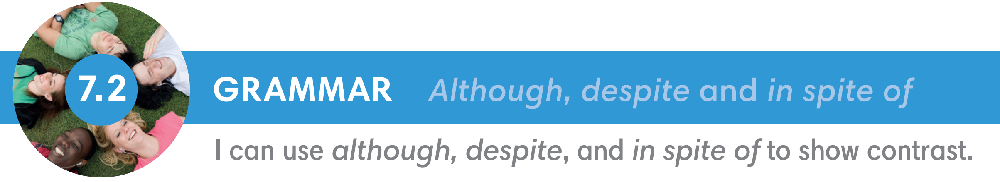 7.2
GRAMMAR Although, despite and in spite of
I can use although, despite, and in spite of to show contrast.